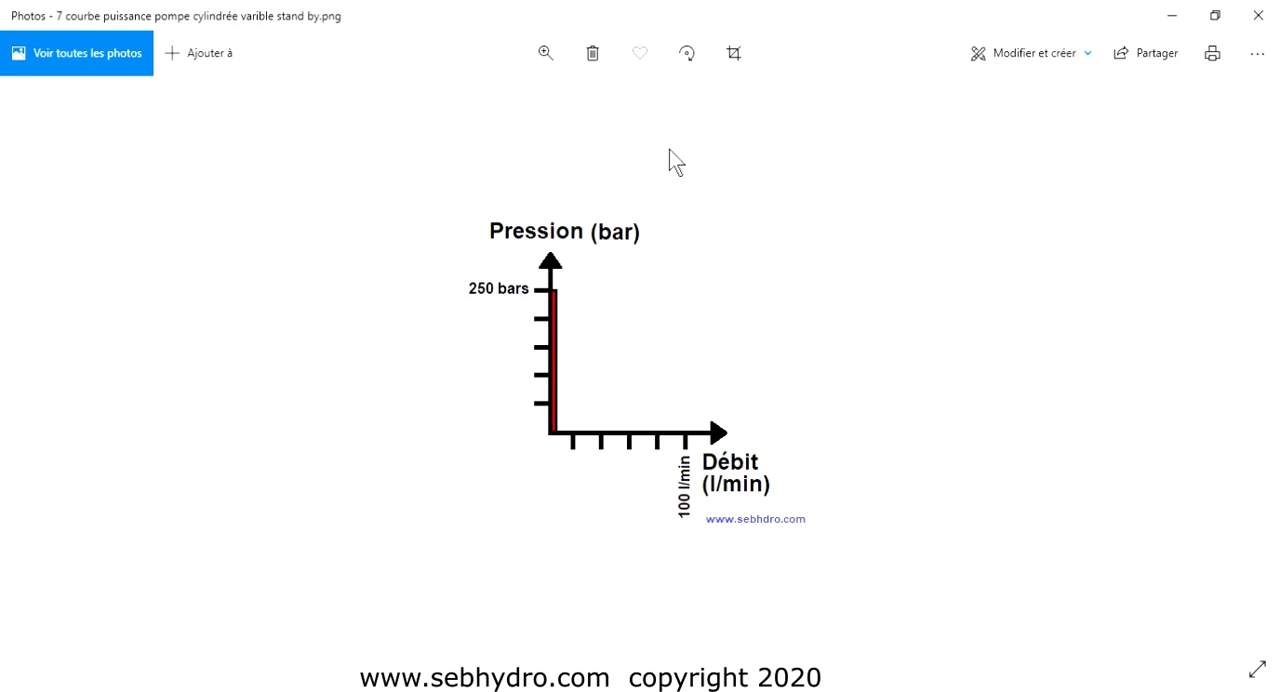 Photos - 7 courbe puissance pompe cylindrée varible stand by.png
Voir toutes les photos
Ajouter à
Modifier et créer
Partager
Pression (bar)
250 bars
100 l/min
Débit
(l/min)
www.sebhdro.com
www.sebhydro.com copyright 2020